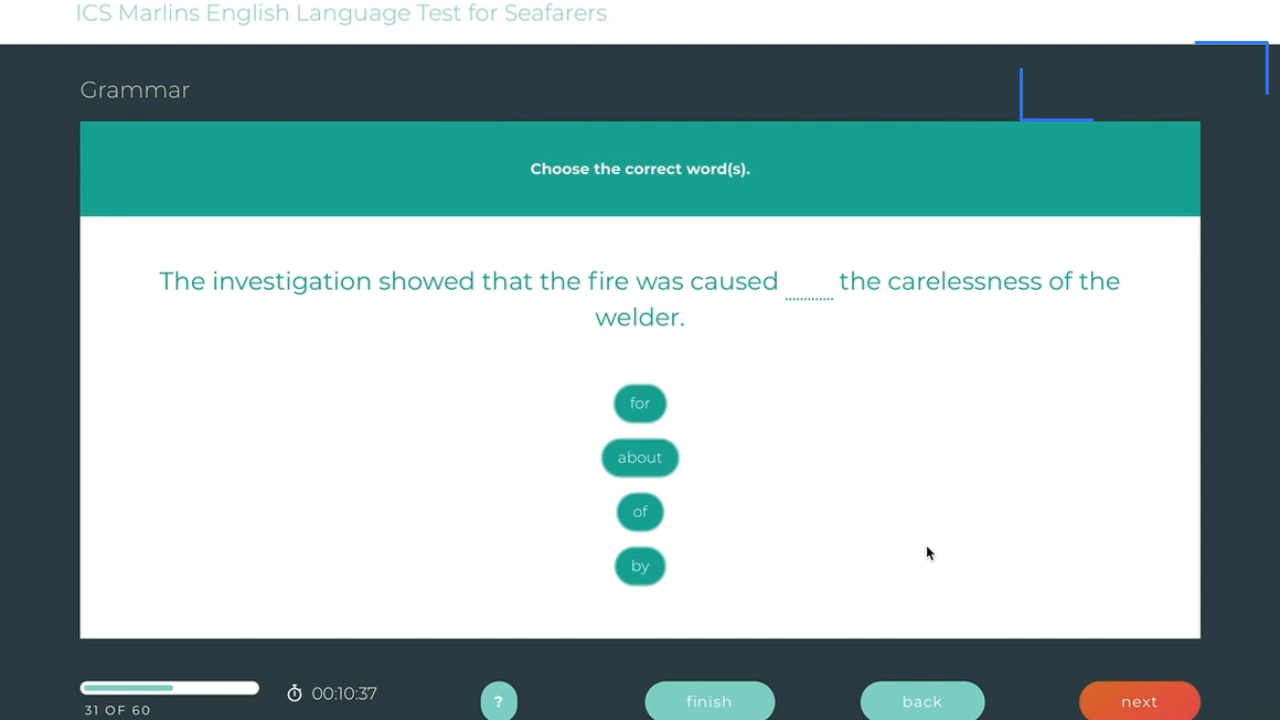 ICS Marlins English Language Test for Seafarers
Grammar
Choose the correct word(s).
The investigation showed that the fire was caused ...... the carelessness of the
welder.
for
about
of
by
31 OF 60
00:10:37
?
finish
back
next